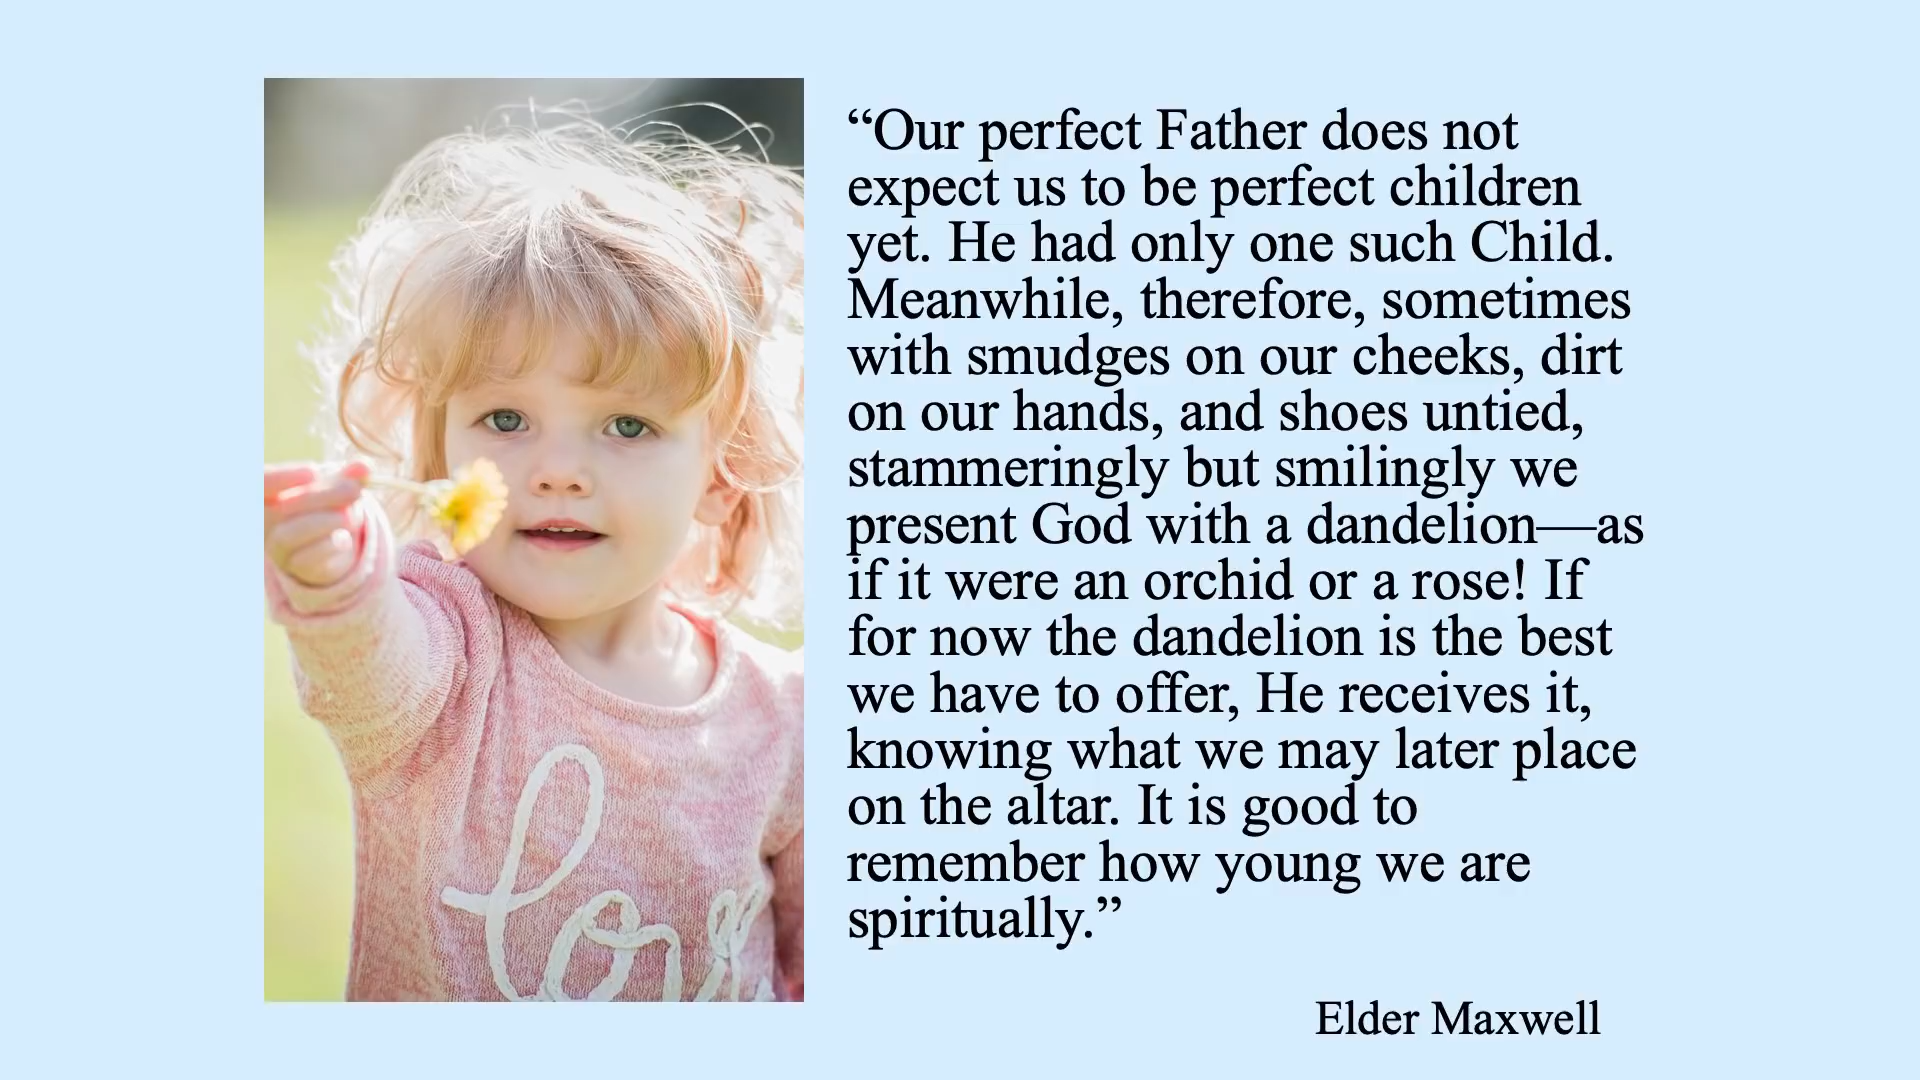 “Our perfect Father does not
expect us to be perfect children
yet. He had only one such Child.
Meanwhile, therefore, sometimes
with smudges on our cheeks, dirt
on our hands, and shoes untied,
stammeringly but smilingly we
present God with a dandelion—as
if it were an orchid or a rose! If
for now the dandelion is the best
we have to offer, He receives it,
knowing what we may later place
on the altar. It is good to
remember how young we are
spiritually.”
Elder Maxwell
love